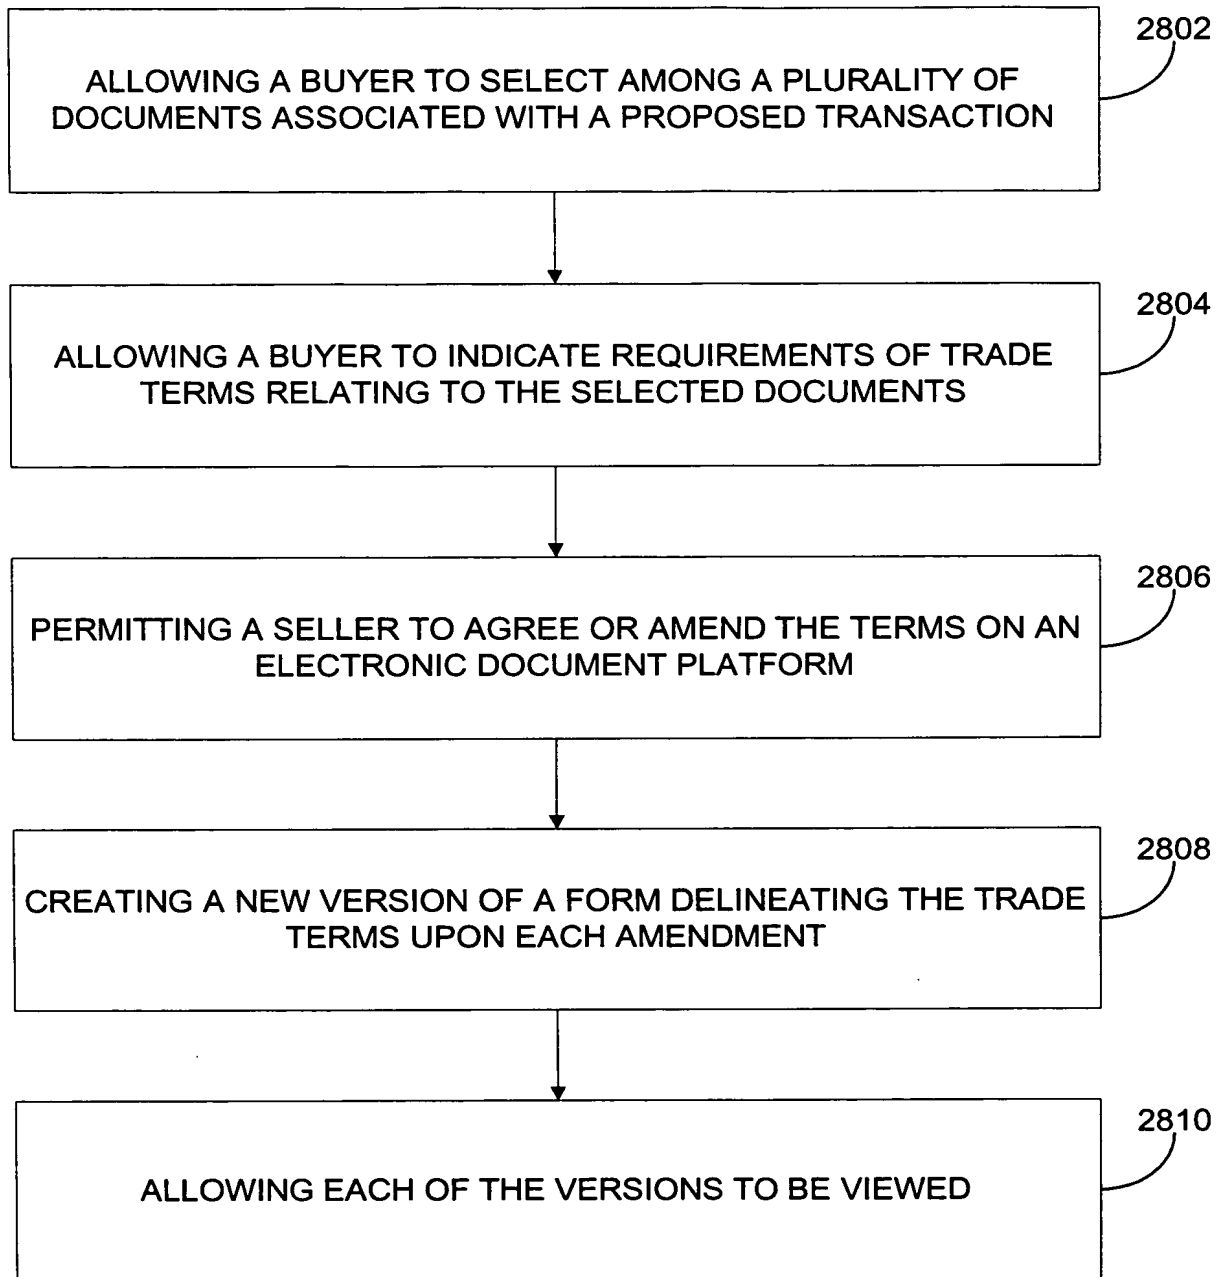 2802
ALLOWING A BUYER TO SELECT AMONG A PLURALITY OF
DOCUMENTS ASSOCIATED WITH A PROPOSED TRANSACTION
2804
ALLOWING A BUYER TO INDICATE REQUIREMENTS OF TRADE
TERMS RELATING TO THE SELECTED DOCUMENTS
2806
PERMITTING A SELLER TO AGREE OR AMEND THE TERMS ON AN
ELECTRONIC DOCUMENT PLATFORM
2808
CREATING A NEW VERSION OF A FORM DELINEATING THE TRADE
TERMS UPON EACH AMENDMENT
2810
ALLOWING EACH OF THE VERSIONS TO BE VIEWED